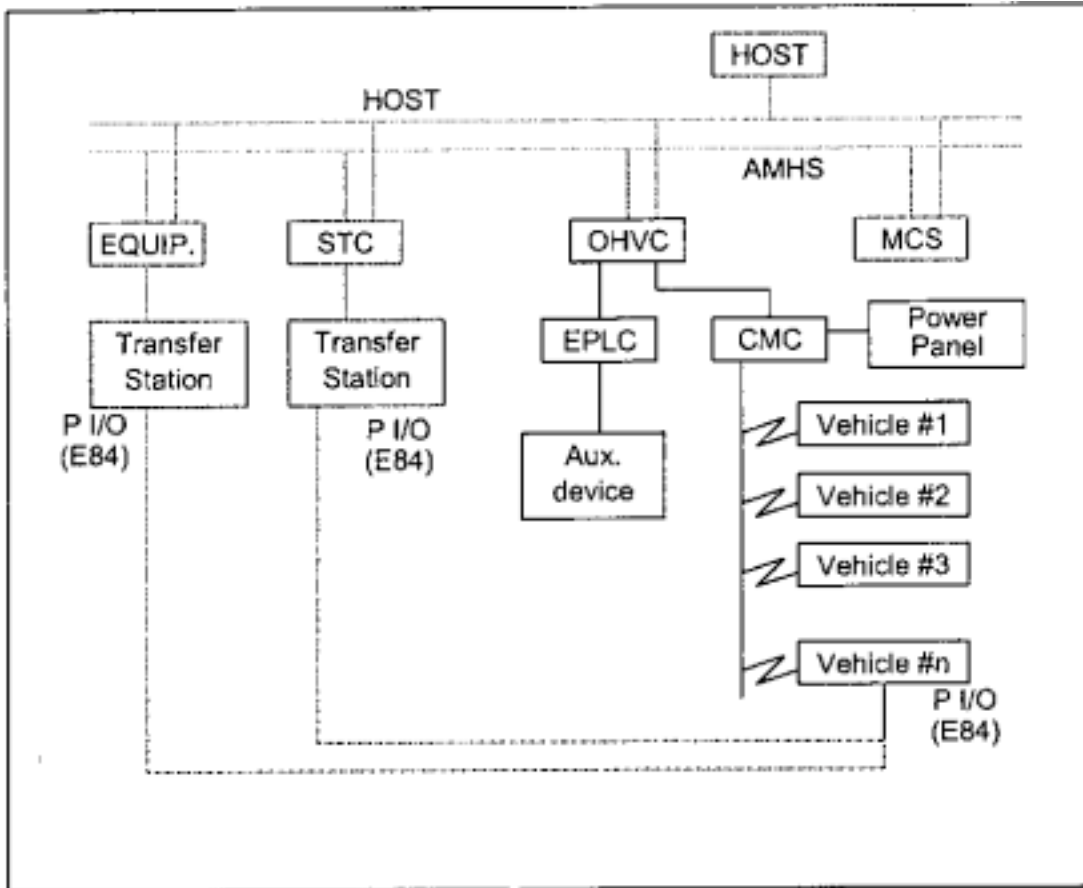 HOST
HOST
AMHS
EQUIP.
STC
OHVC
MCS
Transfer
Station
P I/O
(E84)
Transfer
Station
P I/O
(E84)
EPLC
CMC
Power
Panel
Aux.
device
Vehicle #1
Vehicle #2
Vehicle #3
Vehicle #n
P I/O
(E84)